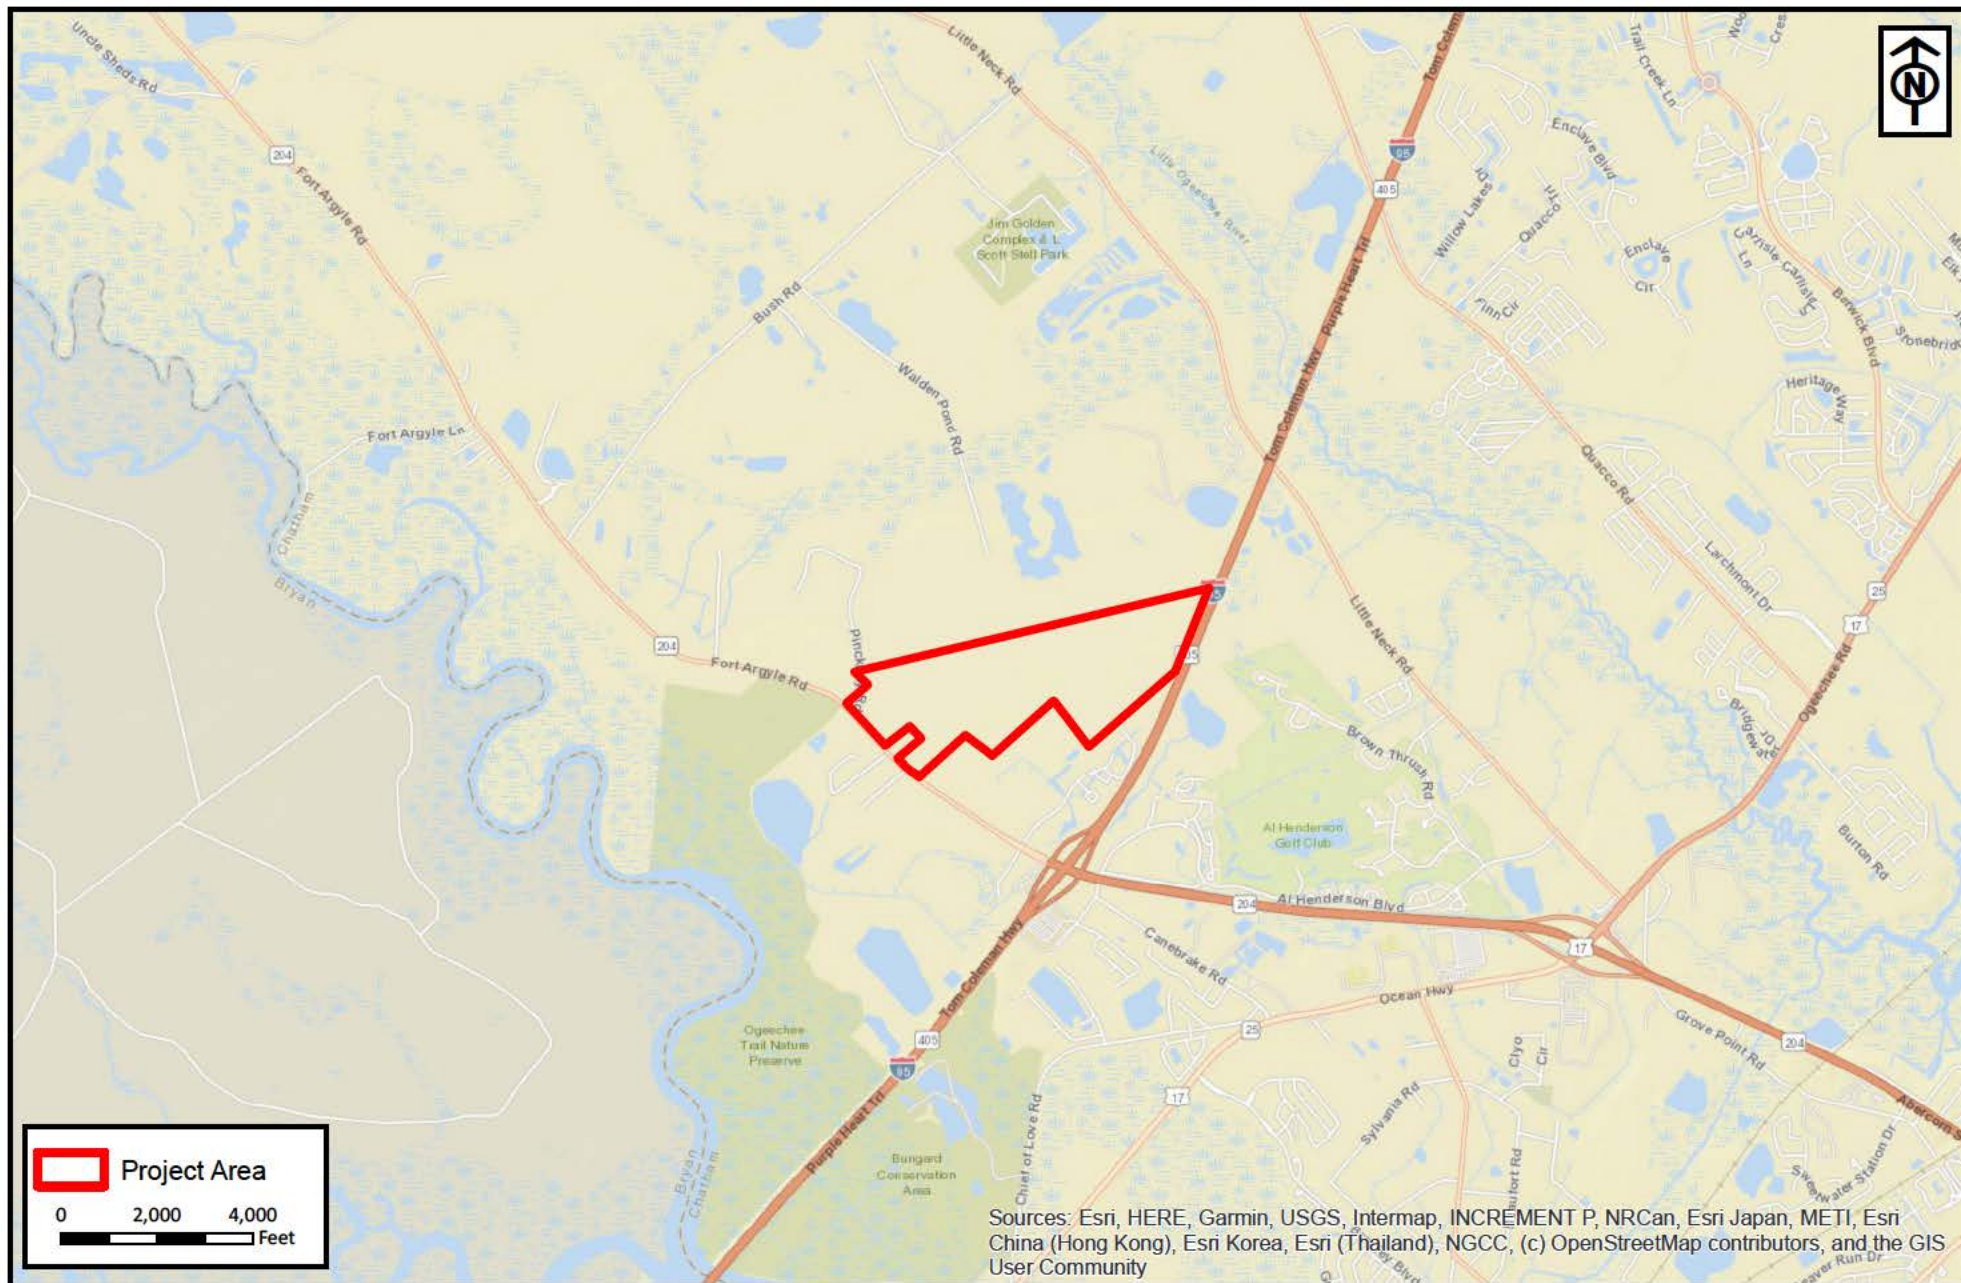 Uncle Sheds Rd
Little Neck Rd
Tom Colem
Trail Creek Ln
N
204
Fort Argyle Rd
Little Ogeechee River
95
405
Enclave Blvd
Willow Lakes Dr
Quacco
Jim Golden
Complex & L
Scott Stell Park
Enclave
Cir
Carlisle
Ln
Berwick Blvd
Bush Rd
Purple Heart Trl
Finn Cir
Stonebrid
Walden Pond Rd
Tom Coleman Hwy
Heritage
Way
Fort Argyle Ln
Quacco Rd
Chatham
Bryan
Larchmont Dr
25
17
Little Neck Rd
204
Fort Argyle Rd
Ogeechee Rd
Bridgewater
Dr
Brown Thrush Rd
Al Henderson
Golf Club
Burton Rd
204
Al Henderson Blvd
17
Canebrake Rd
Tom Coleman Hwy
Ocean Hwy
25
Grove Point Rd
204
Ogeechee
Trail Nature
Preserve
405
95
Clyo
Cir
17
Sylvania Rd
Abercorn S
Purple Heart Trl
Chief of Love Rd
Bungard
Conservation
Area
Bryan
Chatham
Sweetwater Station Dr
Project Area
0 2,000 4,000
Feet
Sources: Esri, HERE, Garmin, USGS, Intermap, INCREMENT P, NRCan, Esri Japan, METI, Esri
China (Hong Kong), Esri Korea, Esri (Thailand), NGCC, (c) OpenStreetMap contributors, and the GIS
User Community